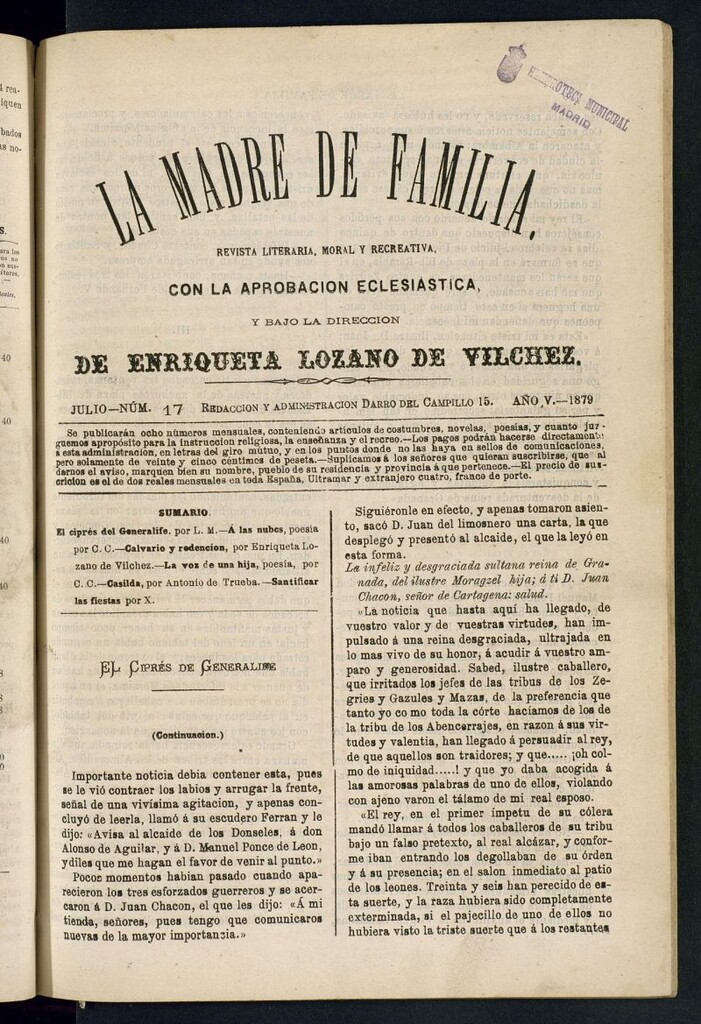 HEMEROTECA MUNICIPAL
MADRID
LA MADRE DE FAMILIA.
REVISTA LITERARIA, MORAL Y RECREATIVA,
CON LA APROBACION ECLESIASTICA,
Y BAJO LA DIRECCION
DE ENRIQUETA LOZANO DE VILCHEZ.
JULIO—NÚM. 17 REDACCION Y ADMINISTRACION DARRO DEL CAMPILLO 15. AÑO V.—1879
Se publicarán ocho números mensuales, conteniendo artículos de costumbres, novelas, poesías, y cuanto juz-
guemos apropósito para la instruccion religiosa, la enseñanza y el recreo.—Los pagos podrán hacerse directamente
á esta administracion, en letras del giro mútuo, y en los puntos donde no las haya en sellos de comunicaciones,
pero solamente de veinte y cinco céntimos de peseta.—Suplicamos á los señores que quieran suscribirse, que al
darnos el aviso, marquen bien su nombre, pueblo de su residencia y provincia á que pertenece.—El precio de sus-
cricion es el de dos reales mensuales en toda España, Ultramar y extranjero cuatro, franco de porte.
SUMARIO.
El ciprés del Generalife. por L. M.—Á las nubes, poesía
por C. C.—Calvario y redencion, por Enriqueta Lo-
zano de Vilchez.—La voz de una hija, poesía, por
C. C.—Casilda, por Antonio de Trueba.—Santificar
las fiestas por X.
EL CIPRÉS DE GENERALIFE
(Continuacion.)
Importante noticia debia contener esta, pues
se le vió contraer los labios y arrugar la frente,
señal de una vivísima agitacion, y apenas con-
cluyó de leerla, llamó á su escudero Ferran y le
dijo: «Avisa al alcaide de los Donseles, á don
Alonso de Aguilar, y á D. Manuel Ponce de Leon,
y diles que me hagan el favor de venir al punto.»
Pocos momentos habian pasado cuando apa-
recieron los tres esforzados guerreros y se acer-
caron á D. Juan Chacon, el que les dijo: «Á mi
tienda, señores, pues tengo que comunicaros
nuevas de la mayor importancia.»
Siguiéronle en efecto, y apenas tomaron asien-
to, sacó D. Juan del limosnero una carta, la que
desplegó y presentó al alcaide, el que la leyó en
esta forma.
La infeliz y desgraciada sultana reina de Gra-
nada, del ilustre Moragzel hija; á ti D. Juan
Chacon, señor de Cartagena: salud.
«La noticia que hasta aquí ha llegado, de
vuestro valor y de vuestras virtudes, han im-
pulsado á una reina desgraciada, ultrajada en
lo mas vivo de su honor, á acudir á vuestro am-
paro y generosidad. Sabed, ilustre caballero,
que irritados los jefes de las tribus de los Ze-
gries y Gazules y Mazas, de la preferencia que
tanto yo como toda la córte hacíamos de los de
la tribu de los Abencerrajes, en razon á sus vir-
tudes y valentia, han llegado á persuadir al rey,
de que aquellos son traidores; y que..... ¡oh col-
mo de iniquidad.....! y que yo daba acogida á
las amorosas palabras de uno de ellos, violando
con ajeno varon el tálamo de mi real esposo.
«El rey, en el primer ímpetu de su cólera
mandó llamar á todos los caballeros de su tribu
bajo un falso pretexto, al real alcázar, y confor-
me iban entrando los degollaban de su órden
y á su presencia; en el salon inmediato al patio
de los leones. Treinta y seis han perecido de es-
ta suerte, y la raza hubiera sido completamente
exterminada, si el pajecillo de uno de ellos no
hubiera visto la triste suerte que á los restantes